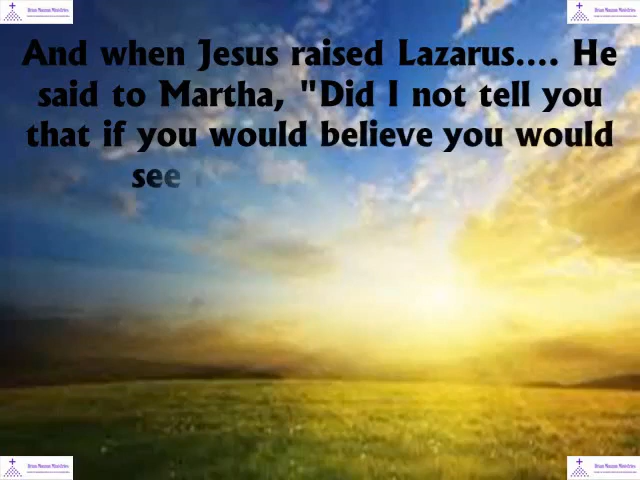 And when Jesus raised Lazarus.... He
said to Martha, "Did I not tell you
that if you would believe you would
see